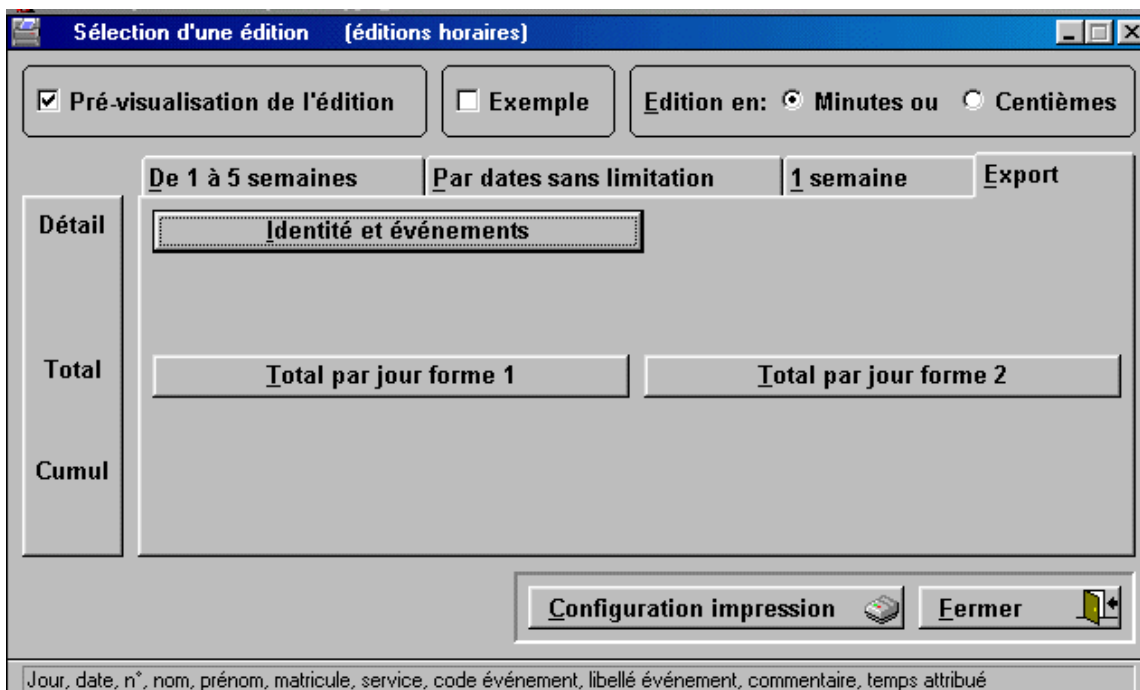 Sélection d'une édition (éditions horaires)
Pré-visualisation de l'édition Exemple Edition en: Minutes ou Centièmes
De 1 à 5 semaines Par dates sans limitation 1 semaine Export
Détail Identité et événements
Total Total par jour forme 1 Total par jour forme 2
Cumul
Configuration impression Fermer
Jour, date, n°, nom, prénom, matricule, service, code événement, libellé événement, commentaire, temps attribué